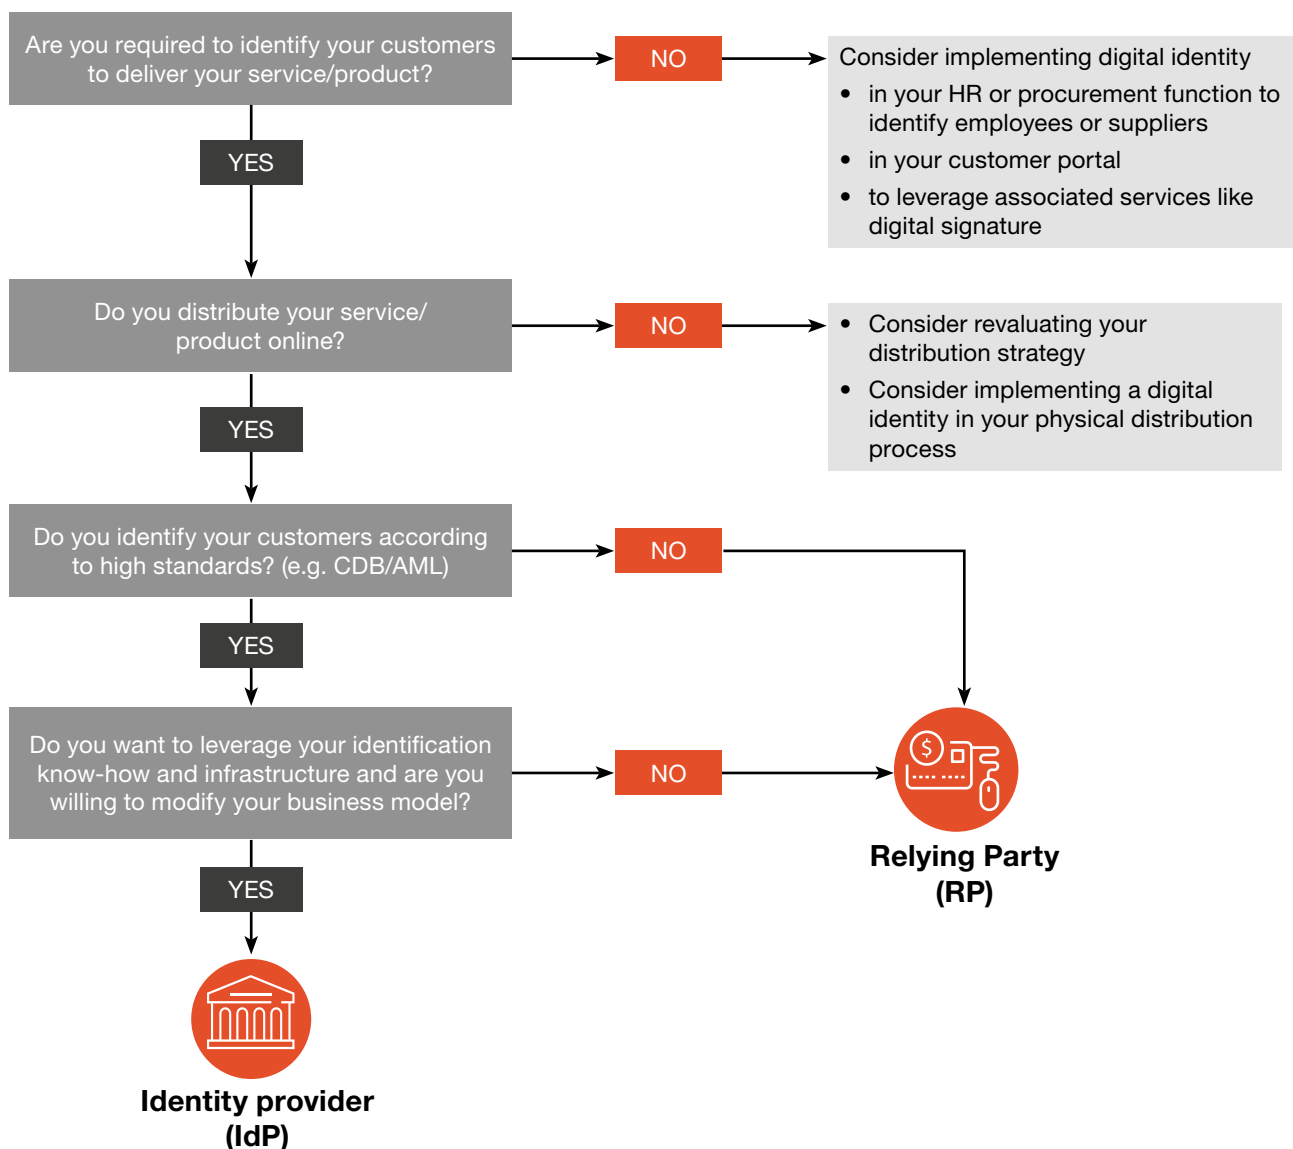 Are you required to identify your customers
to deliver your service/product?
NO
Consider implementing digital identity
• in your HR or procurement function to
identify employees or suppliers
• in your customer portal
• to leverage associated services like
digital signature
YES
Do you distribute your service/
product online?
NO
• Consider revaluating your
distribution strategy
• Consider implementing a digital
identity in your physical distribution
process
YES
Do you identify your customers according
to high standards? (e.g. CDB/AML)
NO
YES
Do you want to leverage your identification
know-how and infrastructure and are you
willing to modify your business model?
NO
$
Relying Party
(RP)
YES
Identity provider
(IdP)